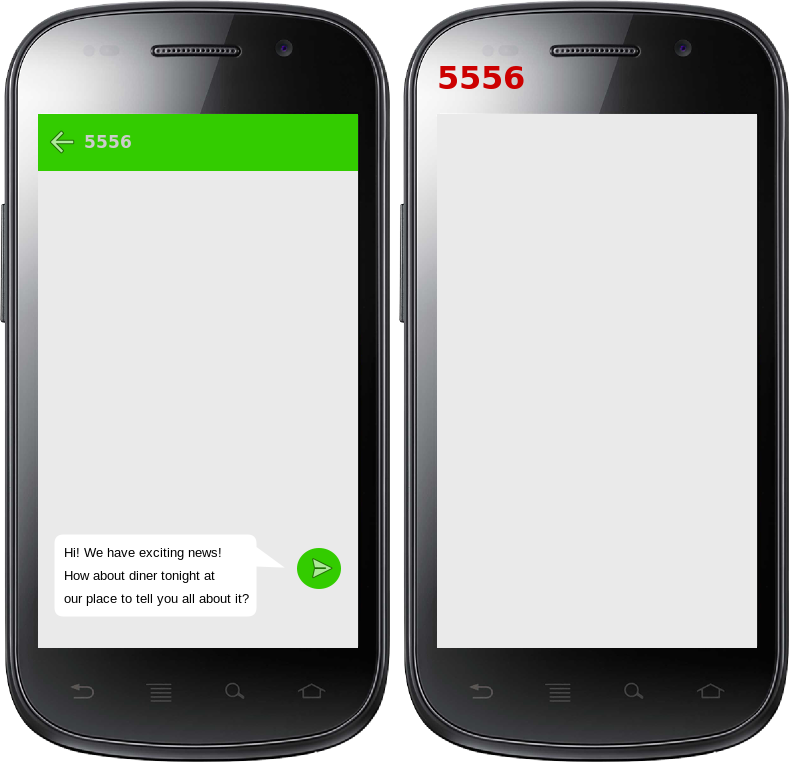 5556
5556
Hi! We have exciting news!
How about diner tonight at
our place to tell you all about it?